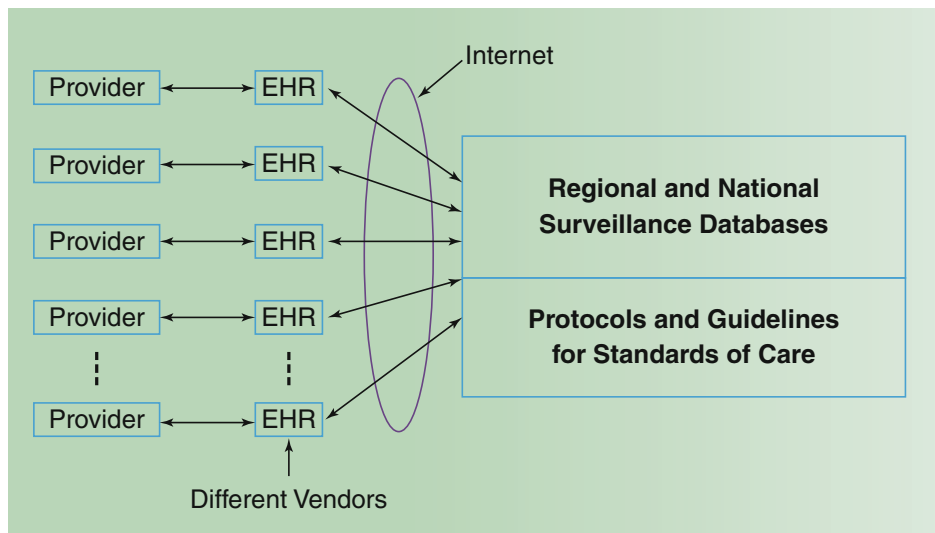 Internet
Provider EHR
Provider EHR
Regional and National
Surveillance Databases
Provider EHR
Provider EHR
Protocols and Guidelines
for Standards of Care
Provider EHR
Different Vendors